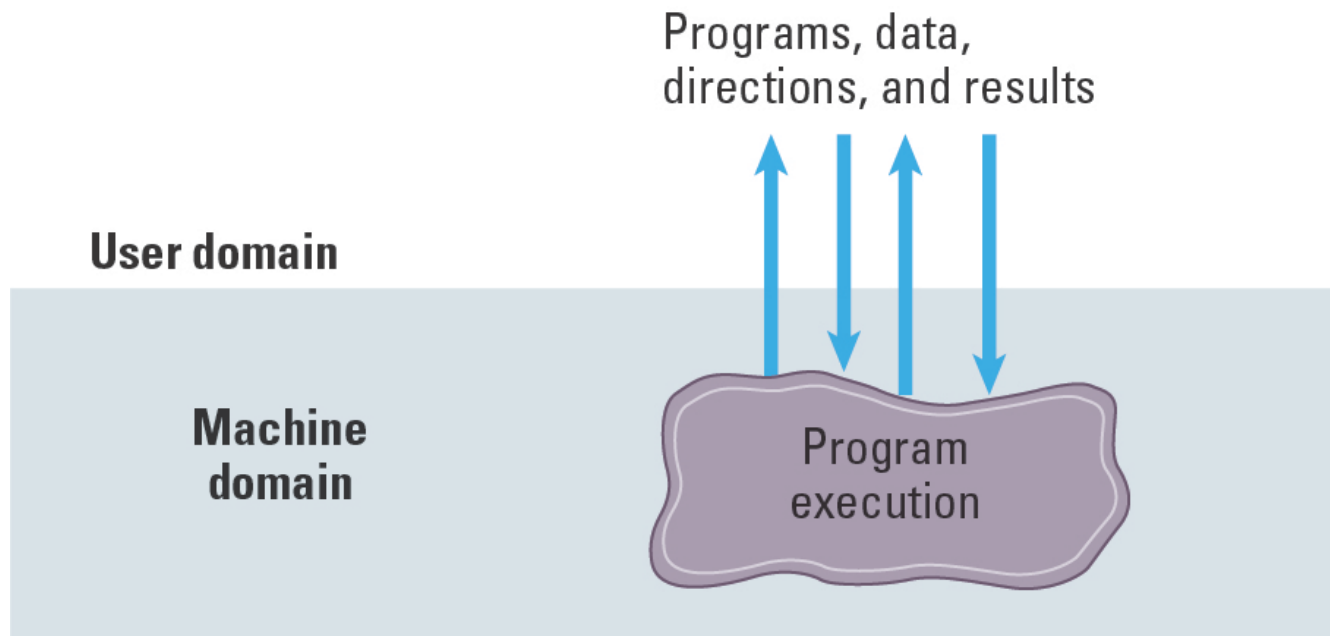 Programs, data,
directions, and results
User domain
Machine
domain
Program
execution